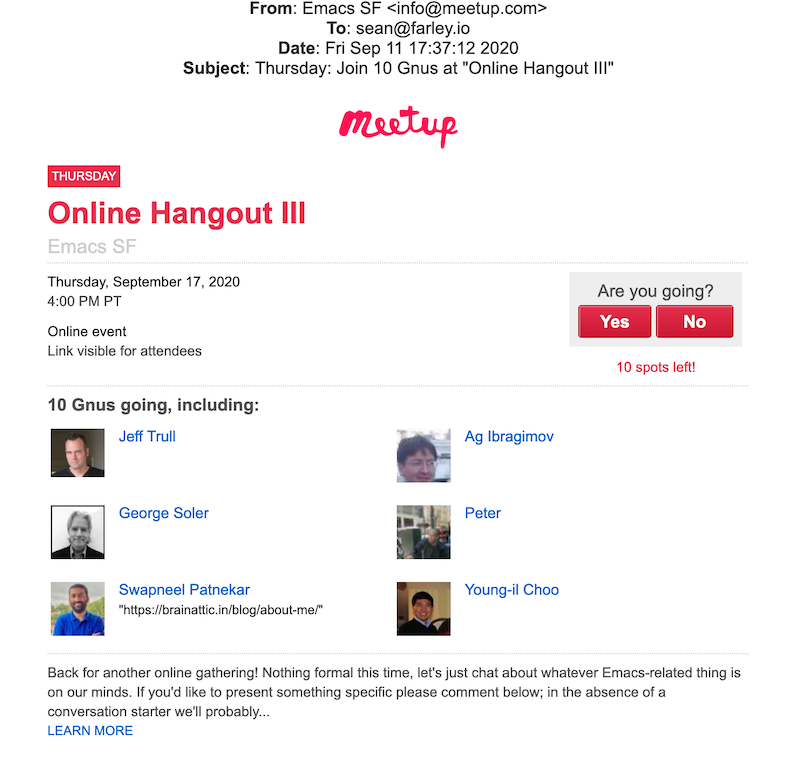 From: Emacs SF <info@meetup.com>
To: sean@farley.io
Date: Fri Sep 11 17:37:12 2020
Subject: Thursday: Join 10 Gnus at "Online Hangout III"
meetup
THURSDAY
Online Hangout III
Emacs SF
Thursday, September 17, 2020
4:00 PM PT
Online event
Link visible for attendees
Are you going?
Yes No
10 spots left!
10 Gnus going, including:
Jeff Trull
Ag Ibragimov
George Soler
Peter
Swapneel Patnekar
"https://brainattic.in/blog/about-me/"
Young-il Choo
Back for another online gathering! Nothing formal this time, let's just chat about whatever Emacs-related thing is
on our minds. If you'd like to present something specific please comment below; in the absence of a
conversation starter we'll probably...
LEARN MORE